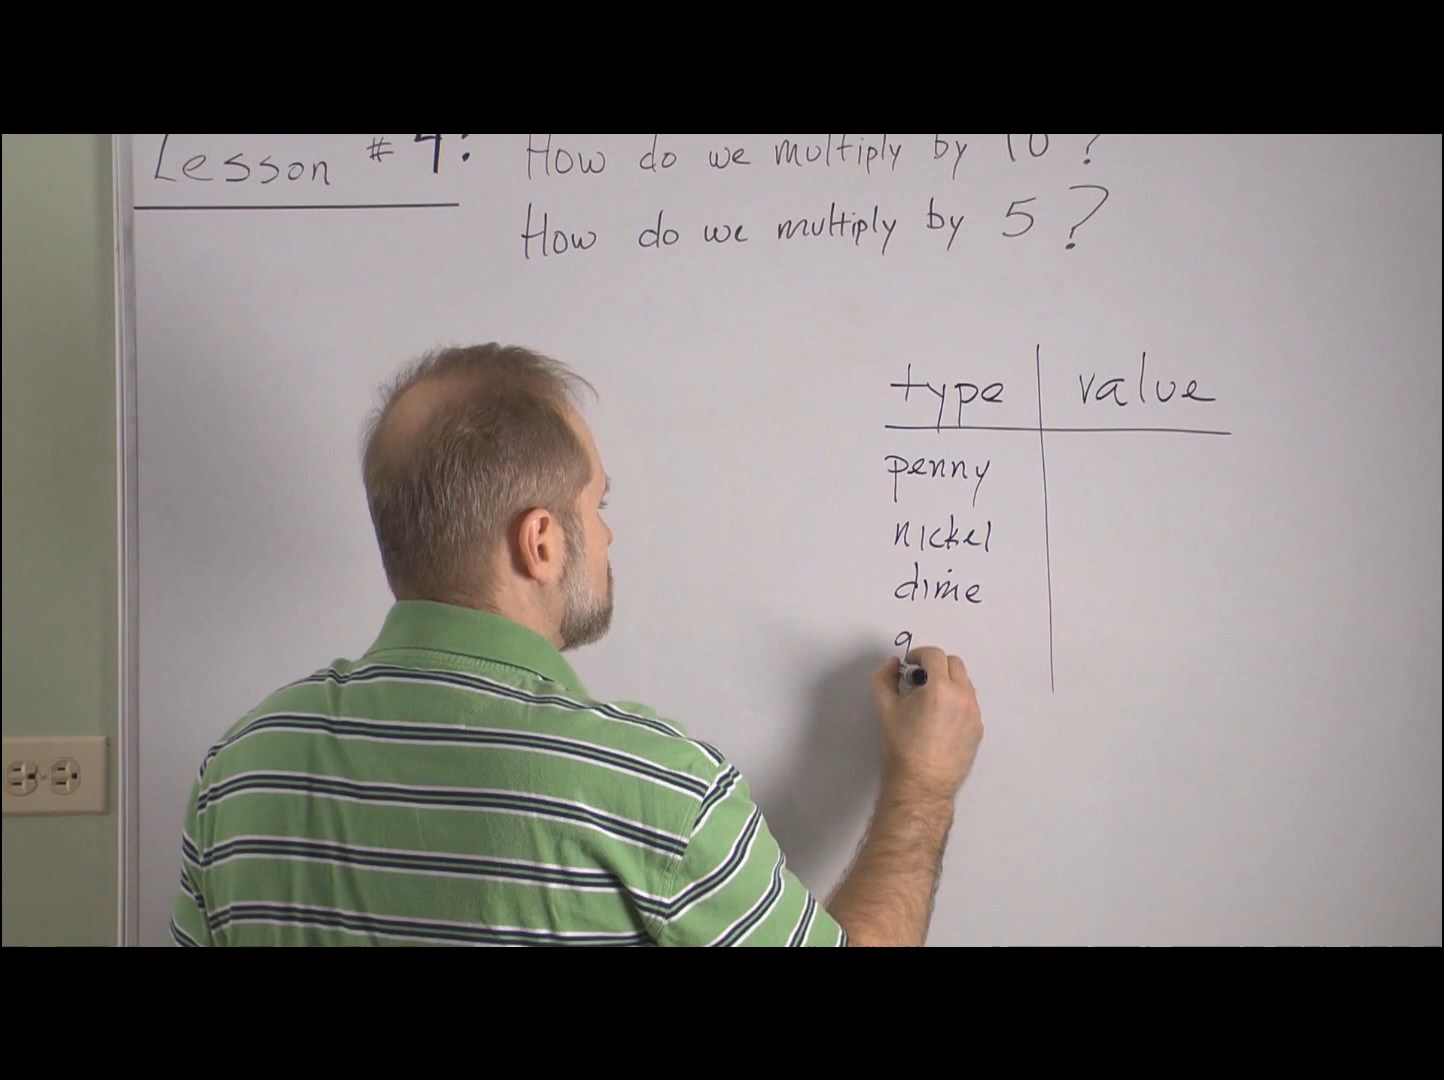 Lesson # 4:
How do we multiply by 10 ?
How do we multiply by 5 ?
type value
penny
nickel
dime
q